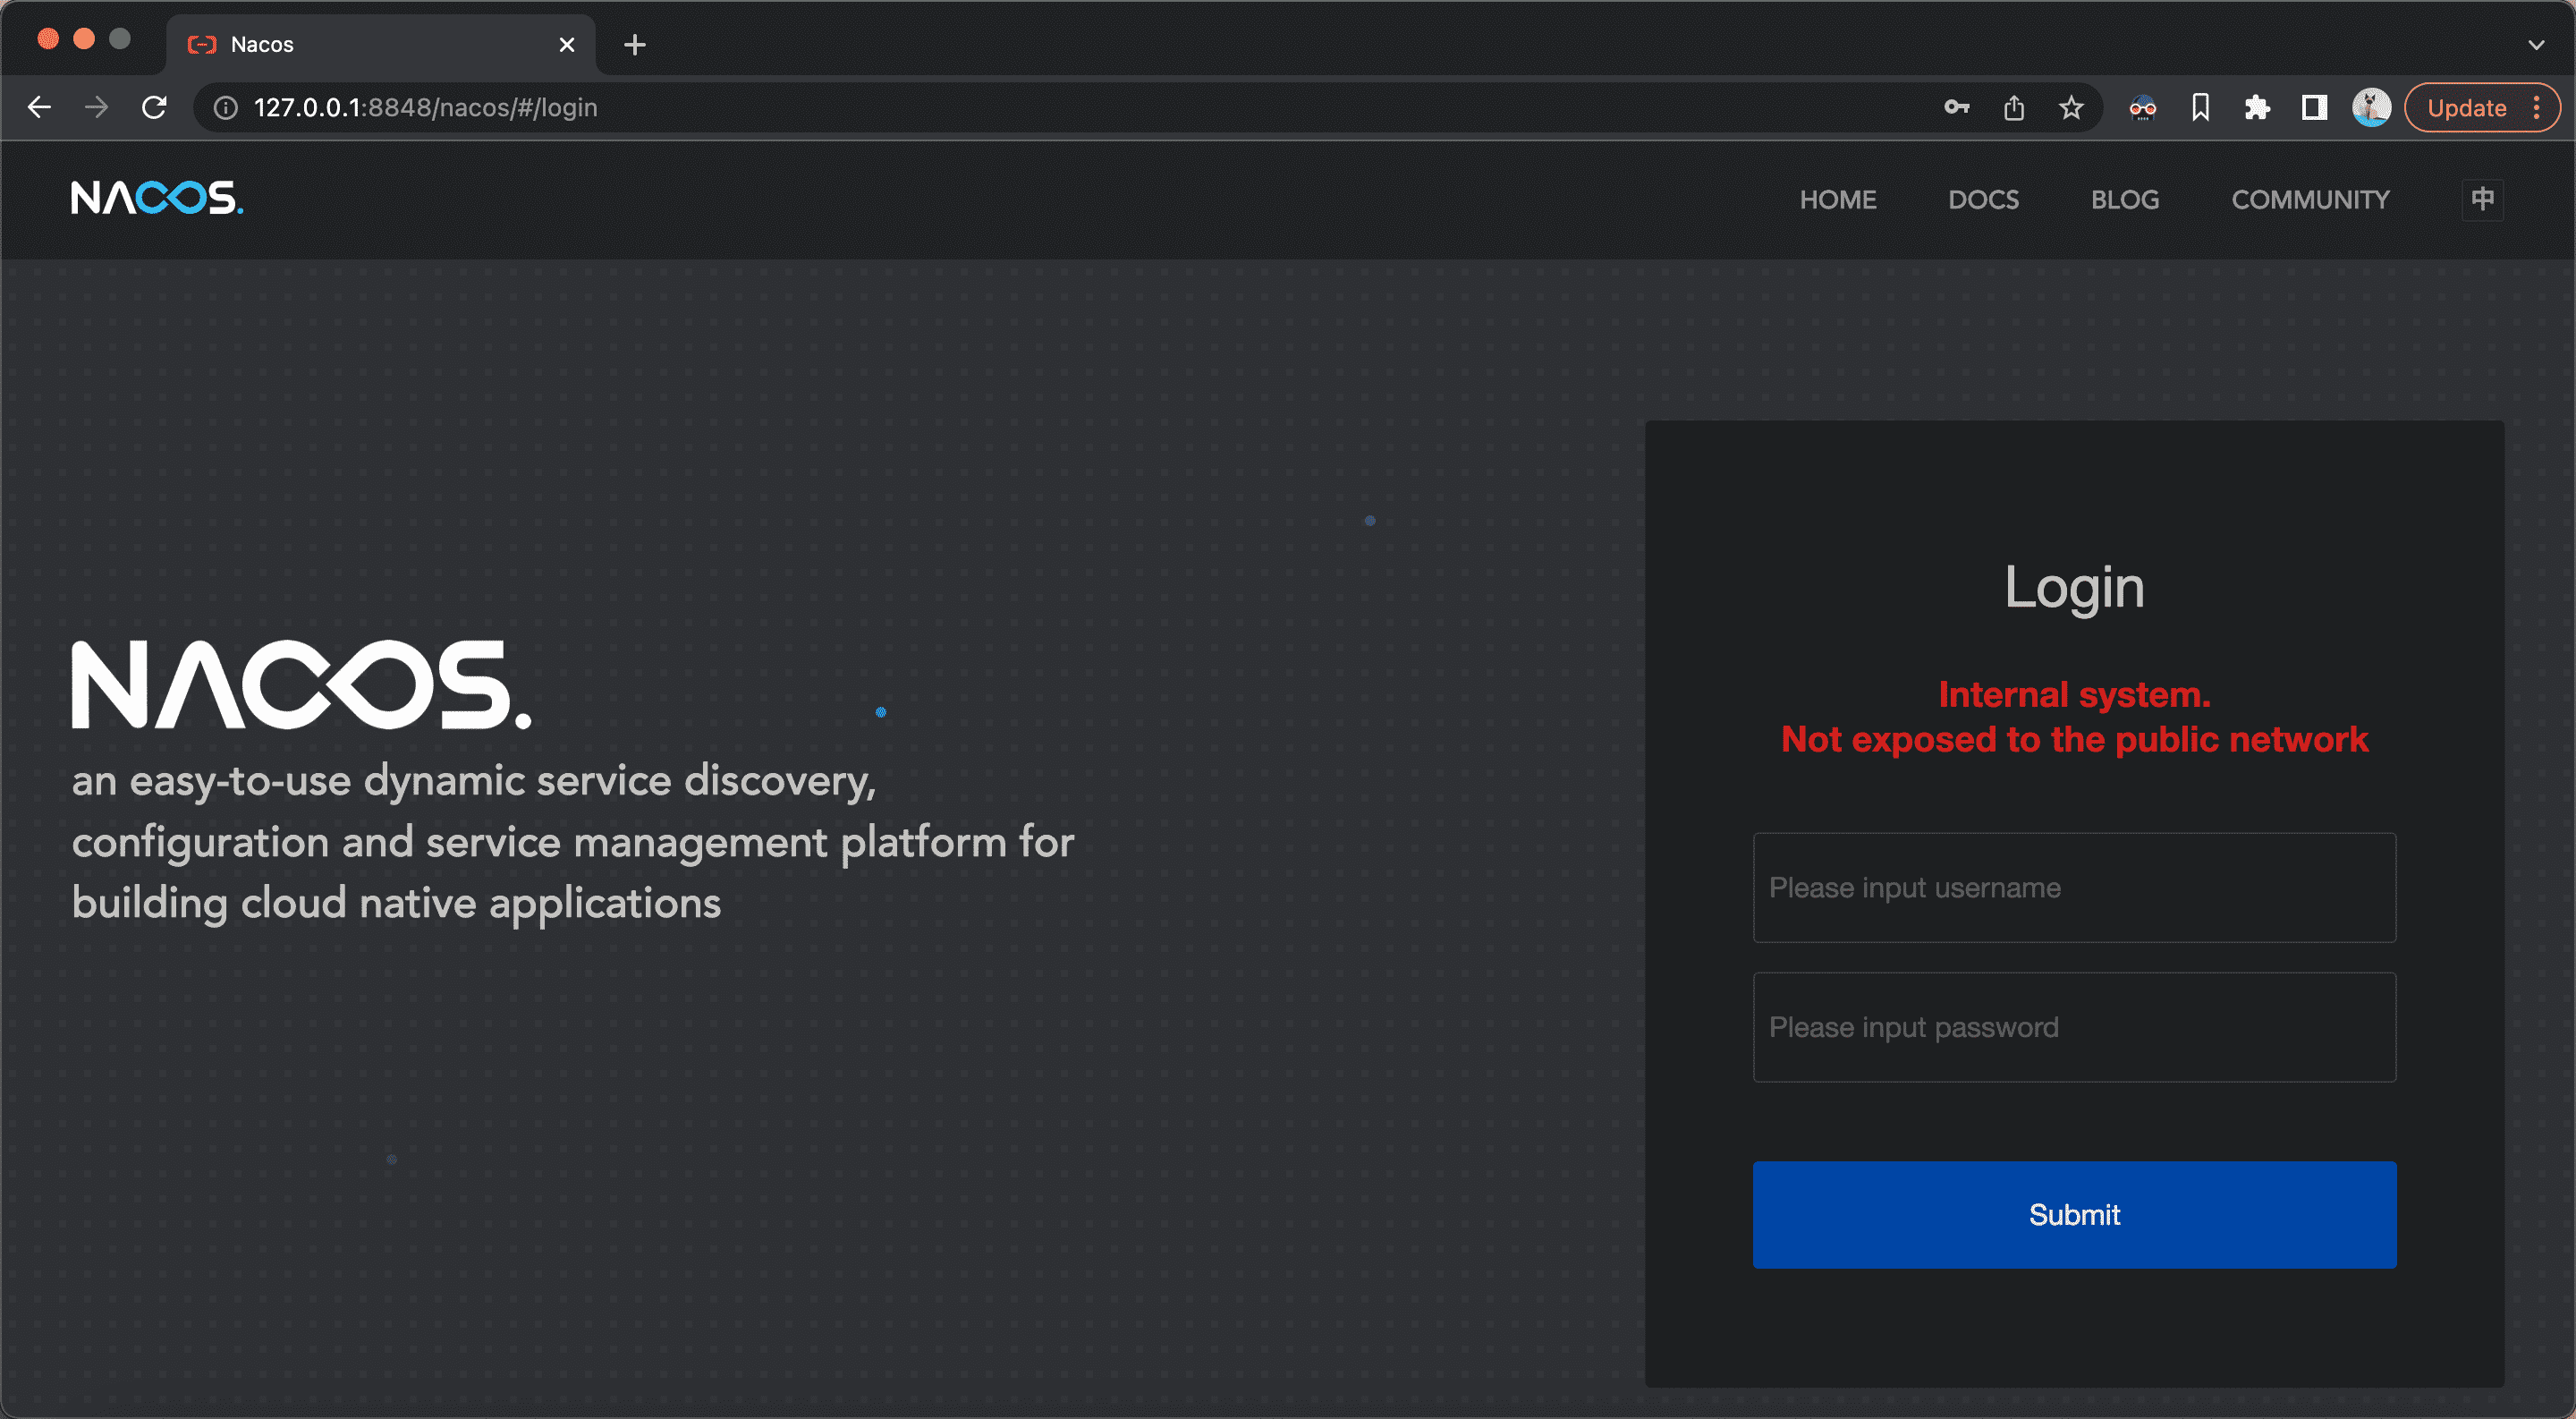 Nacos
127.0.0.1:8848/nacos/#/login
Update
NACOS.
HOME DOCS BLOG COMMUNITY 中
NACOS.
an easy-to-use dynamic service discovery,
configuration and service management platform for
building cloud native applications
Login
Internal system.
Not exposed to the public network
Please input username
Please input password
Submit